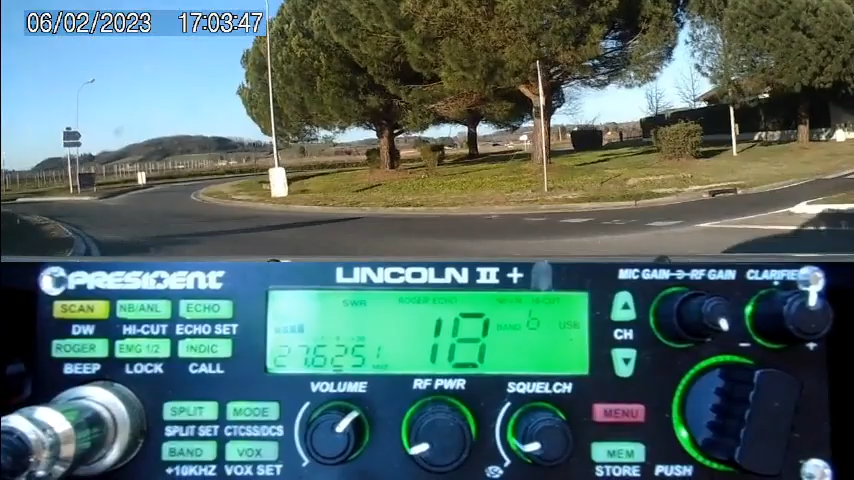 06/02/2023 17:03:47
PRESIDENT LINCOLN II + MIC GAIN RF GAIN CLARIFIER
SCAN NB/ANL ECHO
DW HI-CUT ECHO SET
ROGER EMG 1/2 INDIC
BEEP LOCK CALL
SWR ROGER ECHO HI-CUT
18 BAND 6 USB
27.6251
CH
VOLUME RF PWR SQUELCH
SPLIT MODE
SPLIT SET CTCSS/DCS
BAND VOX
+10KHZ VOX SET
MENU
MEM
STORE PUSH
- +